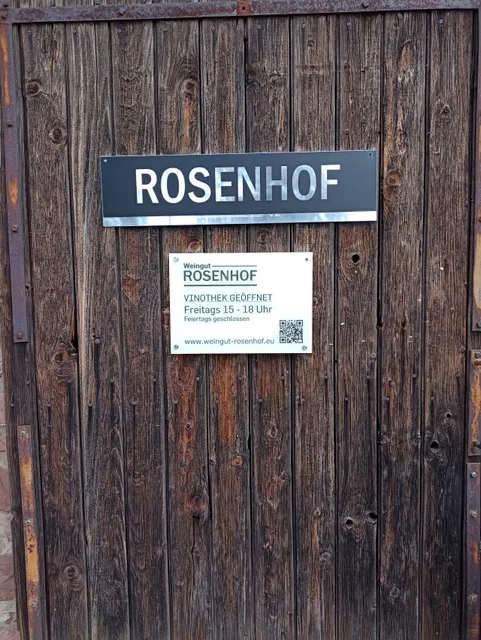 ROSENHOF
Weingut
ROSENHOF
VINOTHEK GEÖFFNET
Freitags 15 - 18 Uhr
Feiertags geschlossen
www.weingut-rosenhof.eu